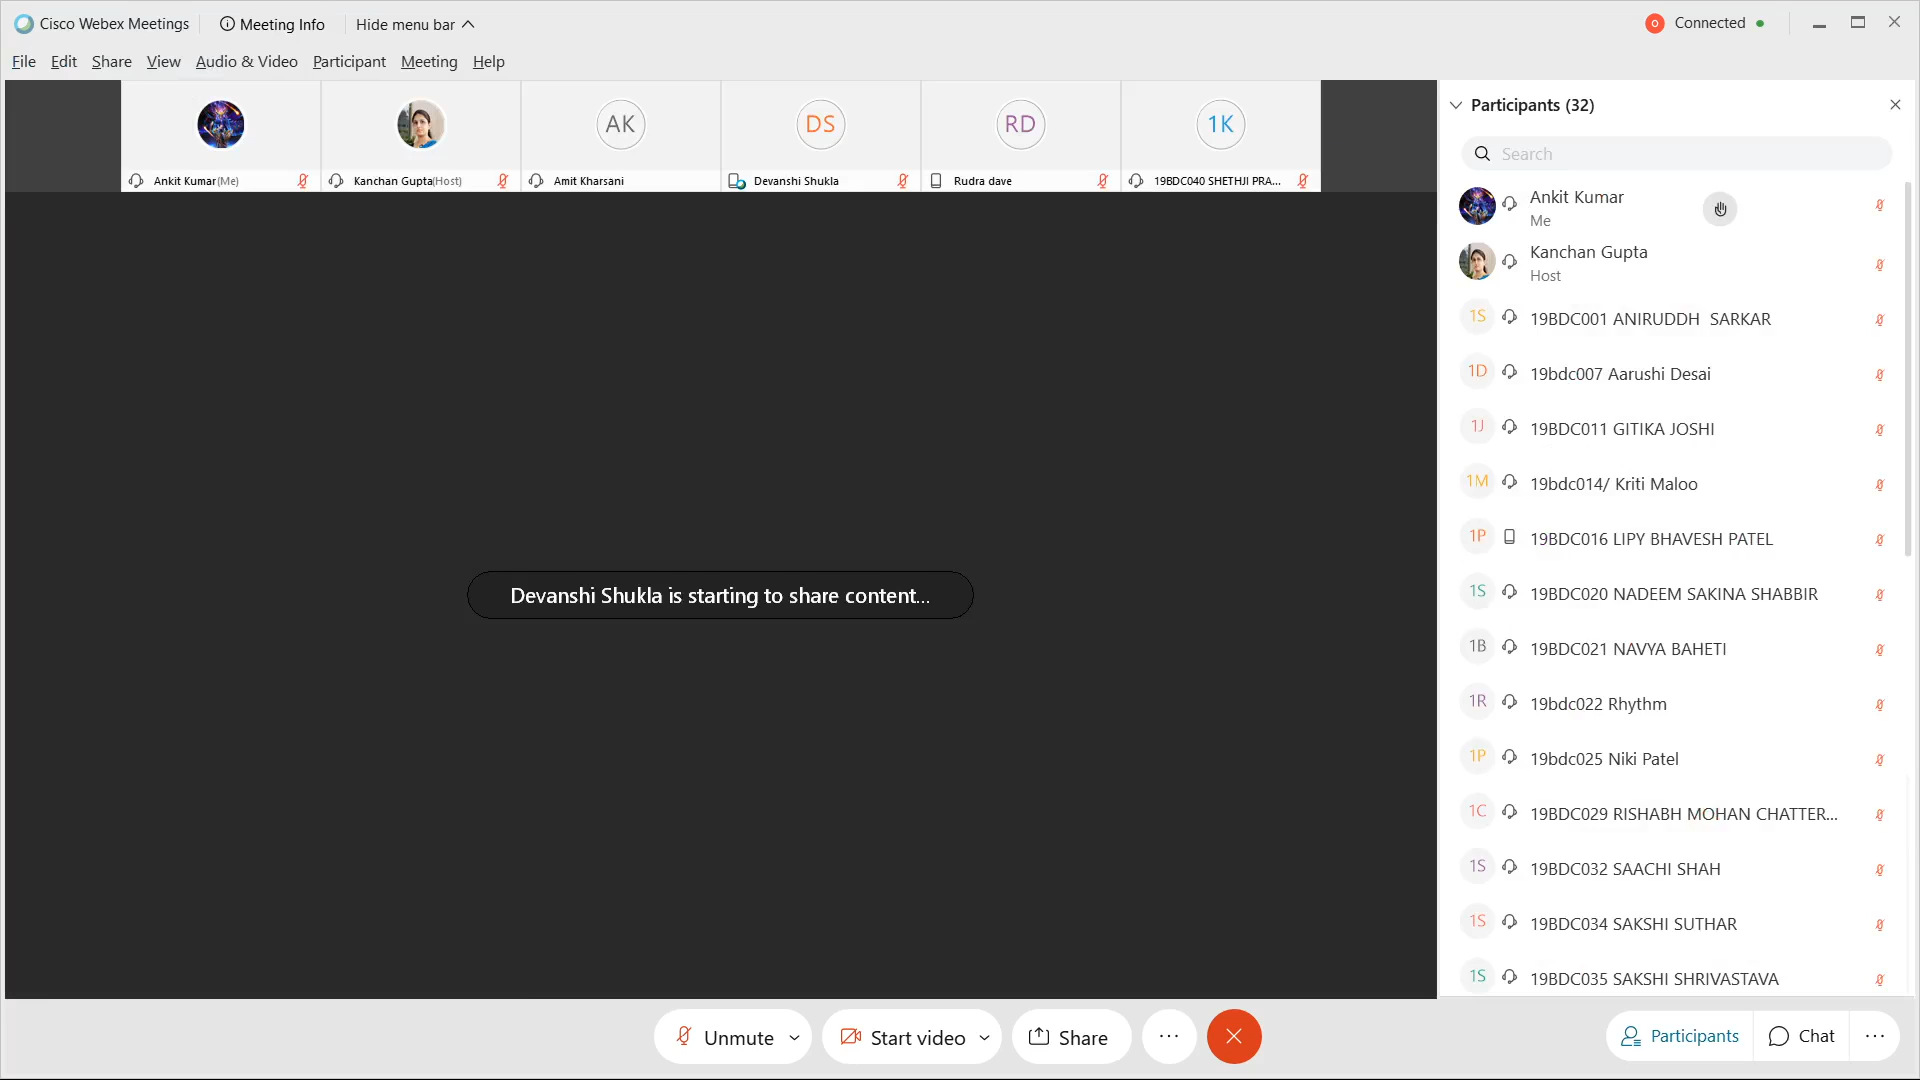 Cisco Webex Meetings
Meeting Info
Hide menu bar
Connected
File Edit Share View Audio & Video Participant Meeting Help
AK
DS
RD
1K
Ankit Kumar(Me)
Kanchan Gupta(Host)
Amit Kharsani
Devanshi Shukla
Rudra dave
19BDC040 SHETHJI PRA...
Devanshi Shukla is starting to share content...
Participants (32)
Search
Ankit Kumar
Me
Kanchan Gupta
Host
1S 19BDC001 ANIRUDDH  SARKAR
1D 19bdc007 Aarushi Desai
1J 19BDC011 GITIKA JOSHI
1M 19bdc014/ Kriti Maloo
1P 19BDC016 LIPY BHAVESH PATEL
1S 19BDC020 NADEEM SAKINA SHABBIR
1B 19BDC021 NAVYA BAHETI
1R 19bdc022 Rhythm
1P 19bdc025 Niki Patel
1C 19BDC029 RISHABH MOHAN CHATTER...
1S 19BDC032 SAACHI SHAH
1S 19BDC034 SAKSHI SUTHAR
1S 19BDC035 SAKSHI SHRIVASTAVA
Unmute
Start video
Share
Participants
Chat